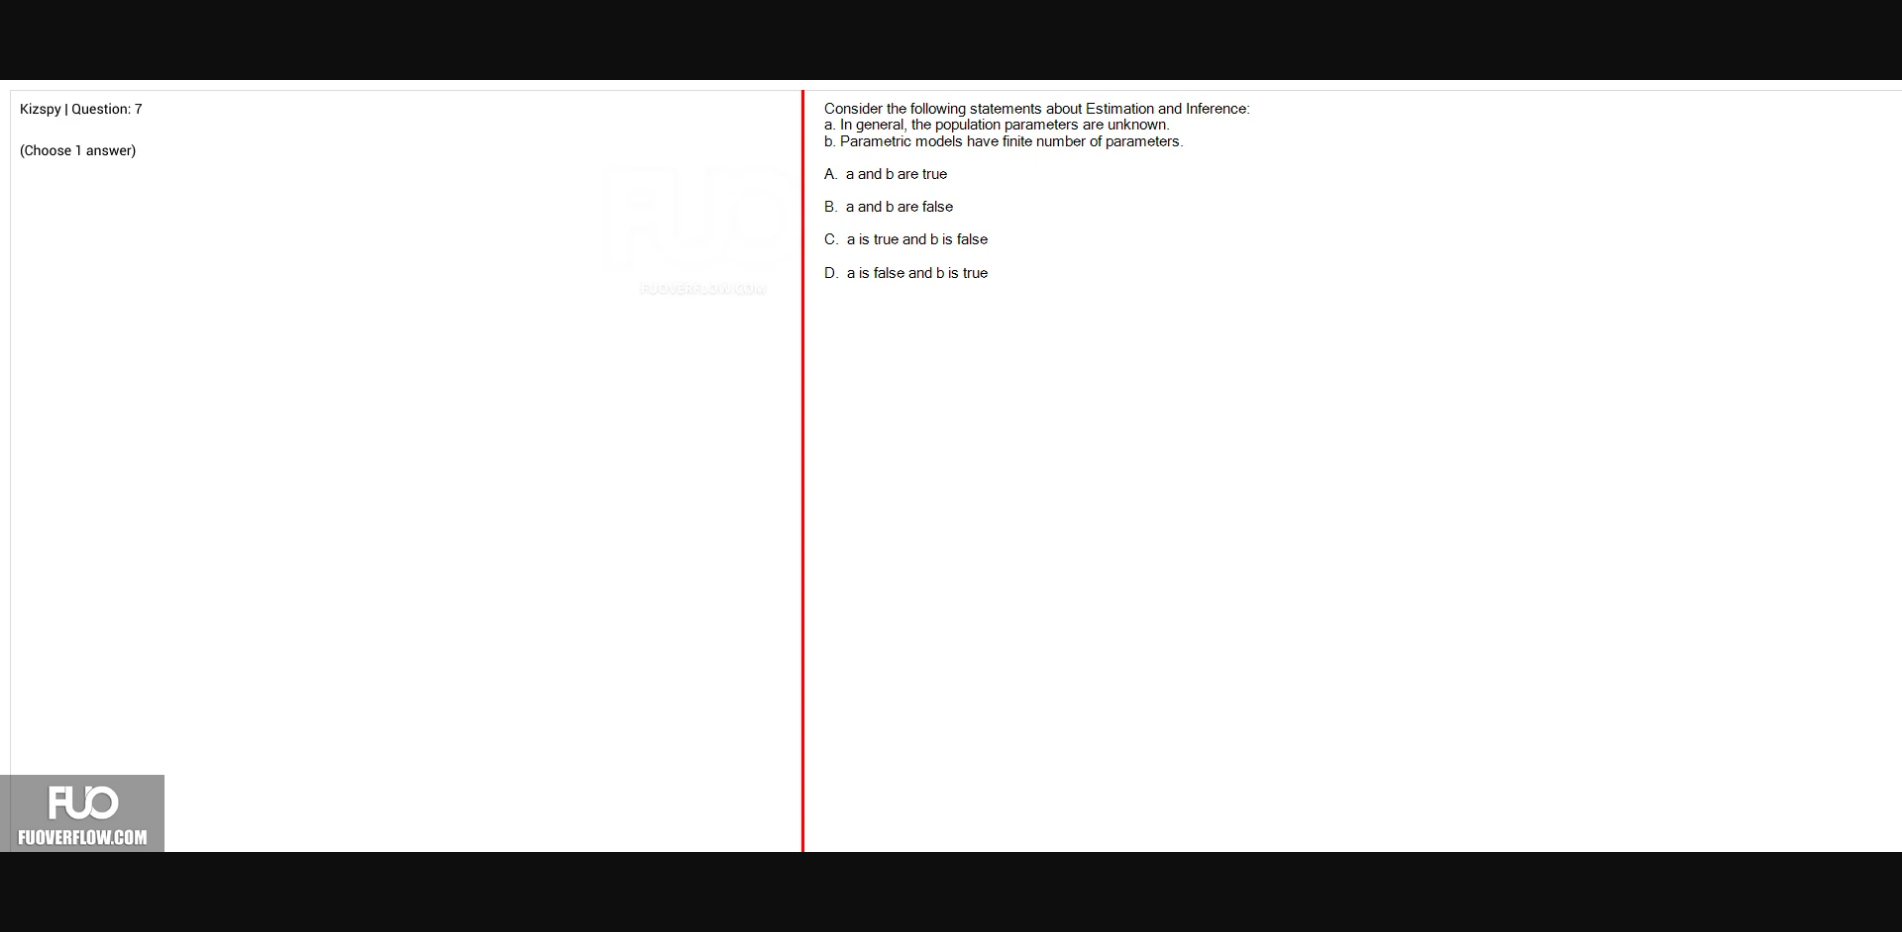 Kizspy | Question: 7
(Choose 1 answer)
Consider the following statements about Estimation and Inference:
a. In general, the population parameters are unknown.
b. Parametric models have finite number of parameters.
A. a and b are true
B. a and b are false
C. a is true and b is false
D. a is false and b is true
FUO
FUOVERFLOW.COM
FUO
FUOVERFLOW.COM